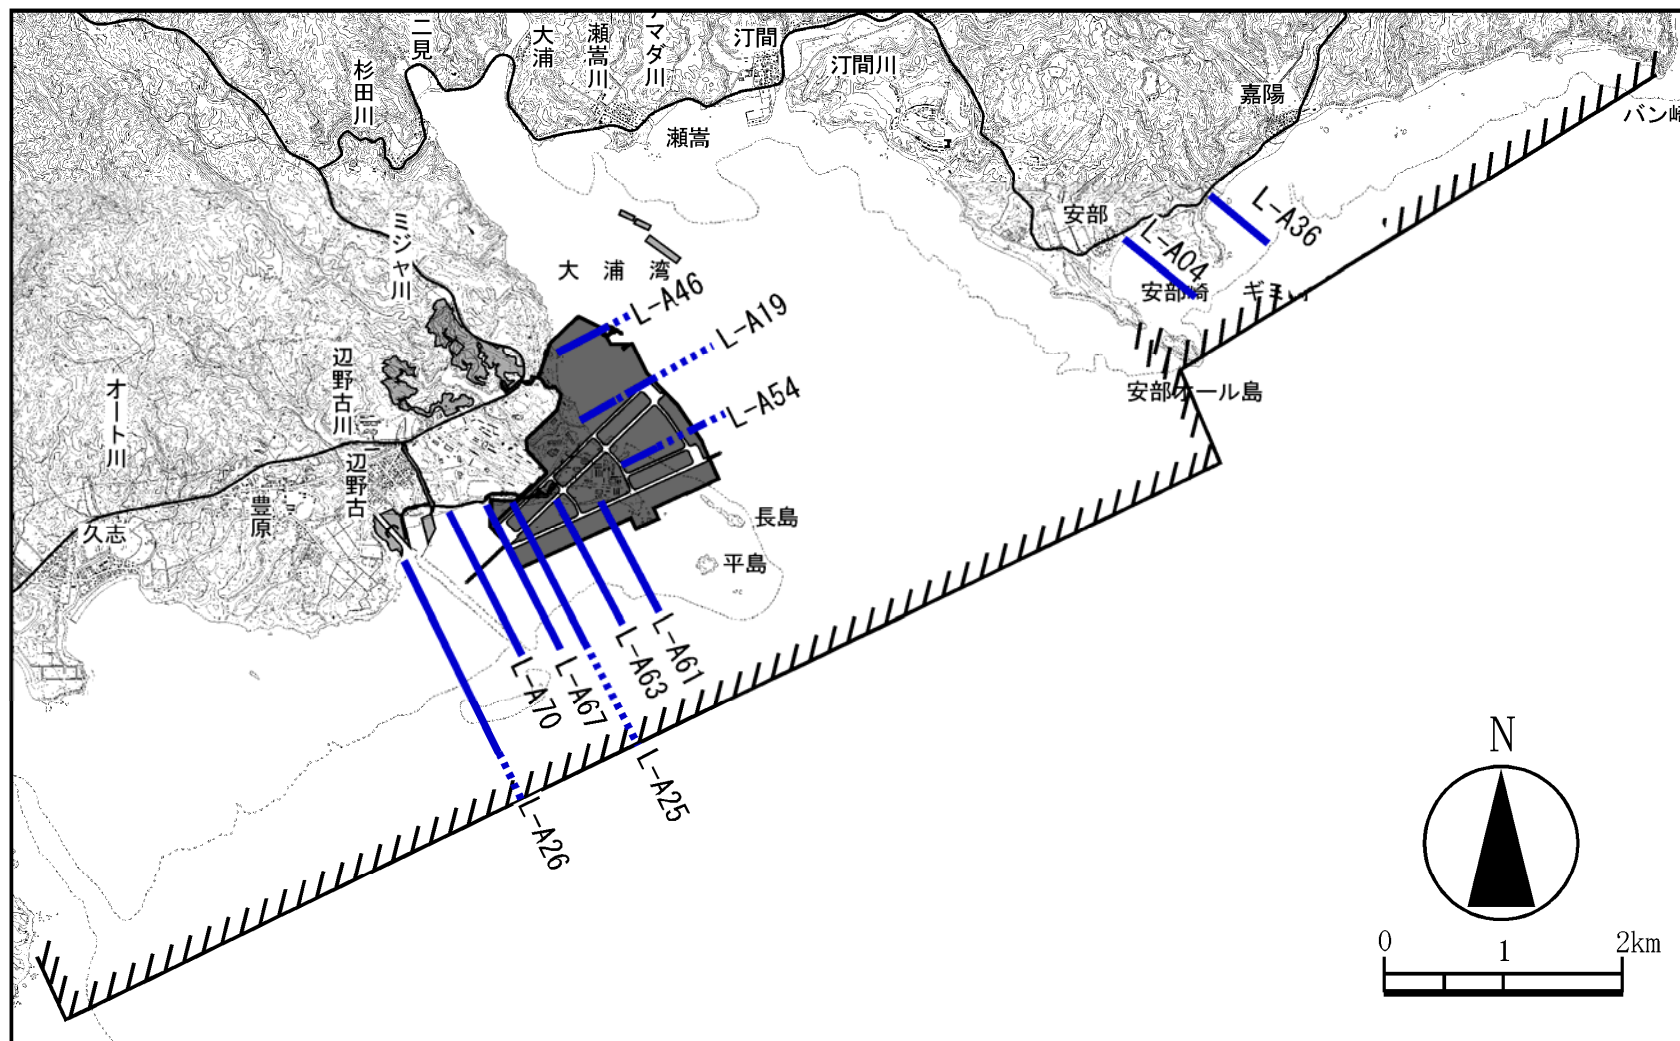 二見
大浦
瀬嵩川
マダ川
汀間
汀間川
杉田川
瀬嵩
嘉陽
バン崎
ミジャ川
安部
L-A36
L-A04
大浦湾
安部崎
L-A46
L-A19
辺野古川
オートリ川
L-A54
安部オール島
辺野古
豊原
久志
長島
平島
L-A61
L-A63
L-A67
L-A70
L-A25
L-A26
N
0
1
2km